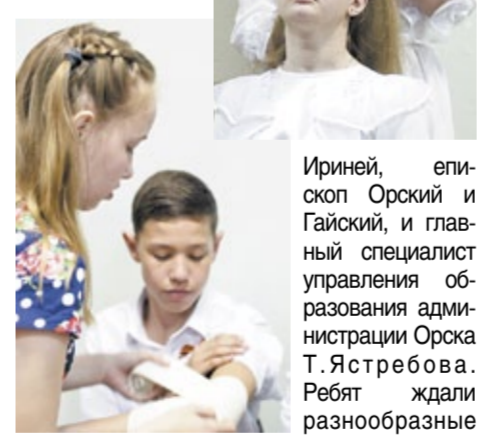 Ириней, епи-
скоп Орский и
Гайский, и глав-
ный специалист
управления об-
разования адми-
нистрации Орска
Т.Ястребова.
Ребят ждали
разнообразные